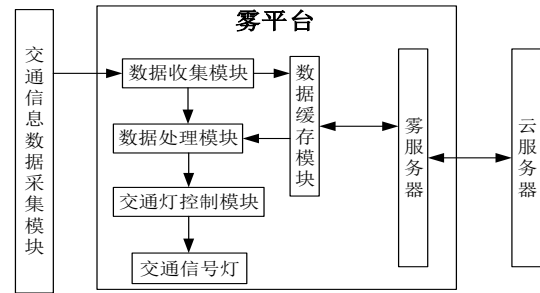 雾平台
交通信息数据采集模块
数据收集模块
数据处理模块
交通灯控制模块
交通信号灯
数据缓存模块
雾服务器
云服务器